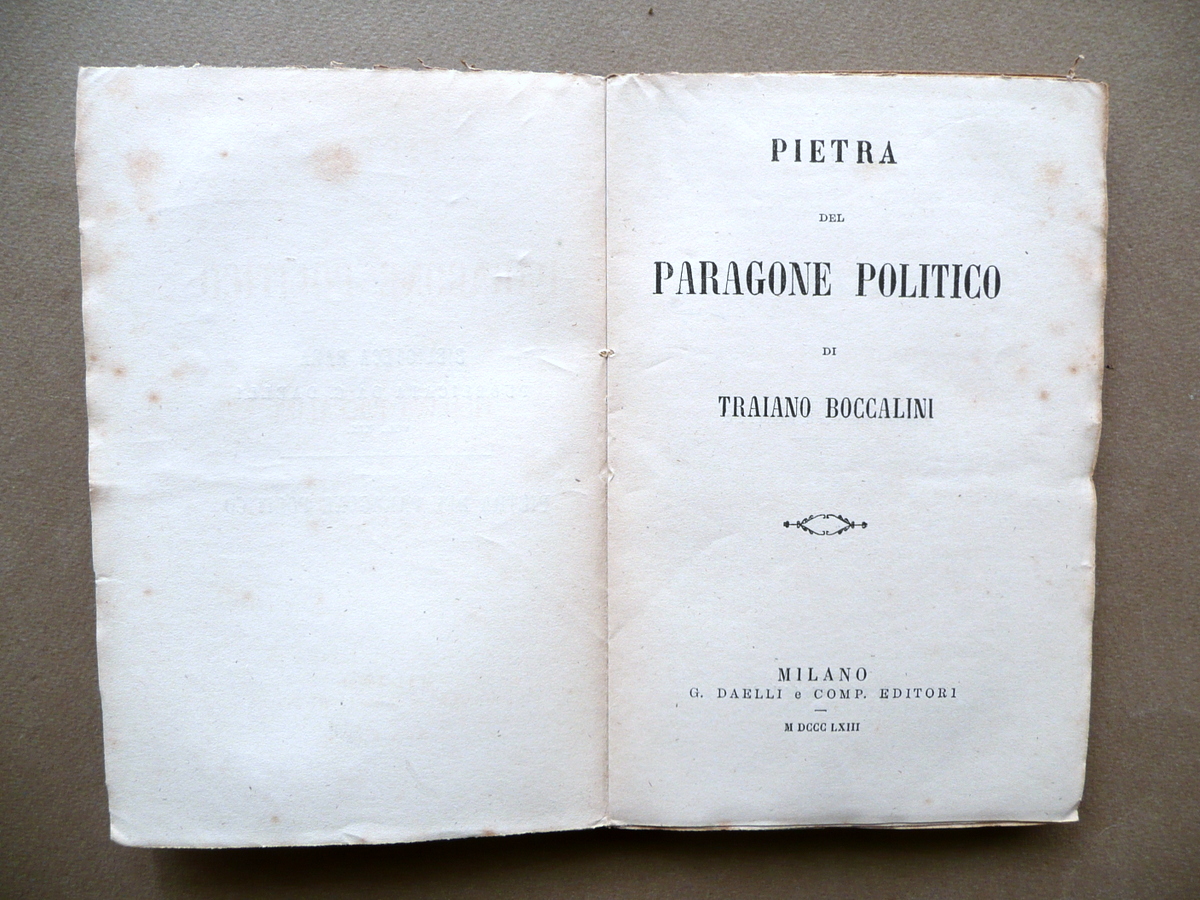 PIETRA
DEL
PARAGONE POLITICO
DI
TRAIANO BOCCALINI
MILANO
G. DAELLI e COMP. EDITORI
M DCCC LXIII